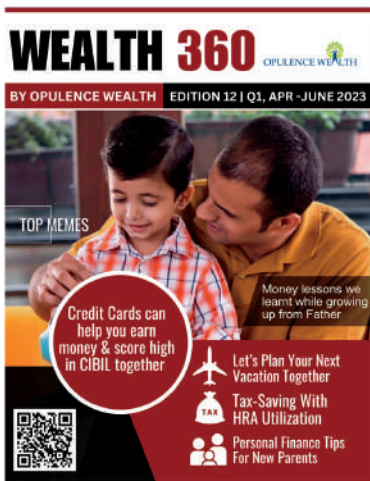 WEALTH 360
OPULENCE WEALTH
BY OPULENCE WEALTH
EDITION 12 | Q1, APR -JUNE 2023
TOP MEMES
Money lessons we
learnt while growing
up from Father
Credit Cards can
help you earn
money & score high
in CIBIL together
Let's Plan Your Next
Vacation Together
TAX
Tax-Saving With
HRA Utilization
Personal Finance Tips
For New Parents